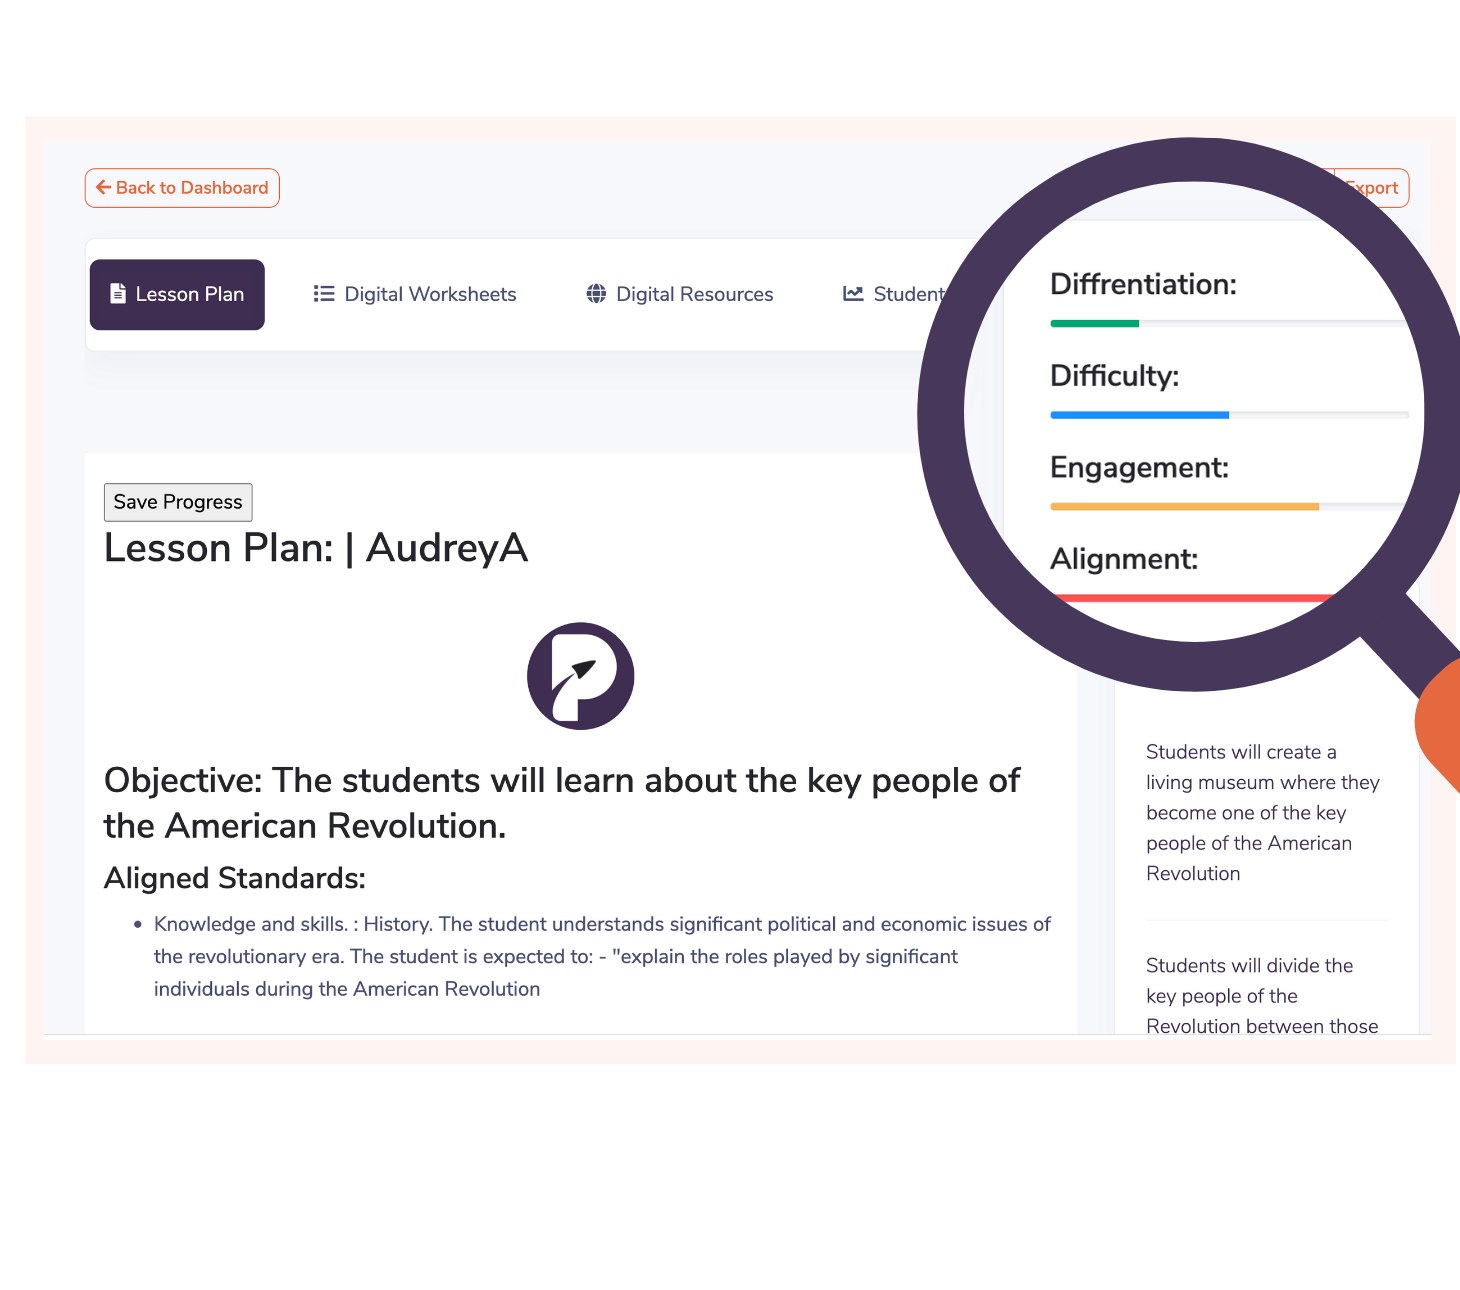 Back to Dashboard
Export
Lesson Plan
Digital Worksheets
Digital Resources
Student
Diffrentiation:
Difficulty:
Engagement:
Alignment:
Save Progress
Lesson Plan: | AudreyA
Objective: The students will learn about the key people of
the American Revolution.
Aligned Standards:
Knowledge and skills. : History. The student understands significant political and economic issues of
the revolutionary era. The student is expected to: - "explain the roles played by significant
individuals during the American Revolution
Students will create a
living museum where they
become one of the key
people of the American
Revolution
Students will divide the
key people of the
Revolution between those